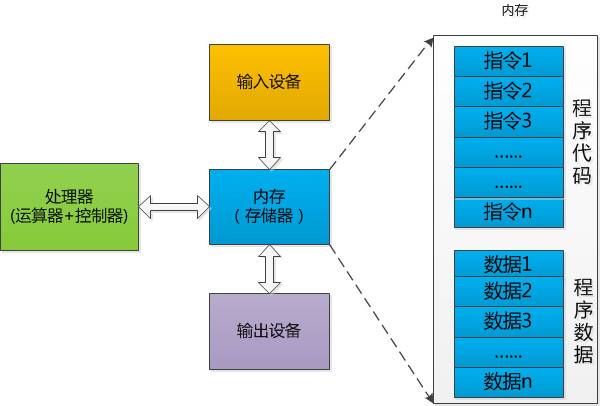 内存
输入设备
处理器
(运算器+控制器)
内存
（存储器）
输出设备
指令1
指令2
指令3
……
……
指令n
程序代码
数据1
数据2
数据3
……
数据n
程序数据